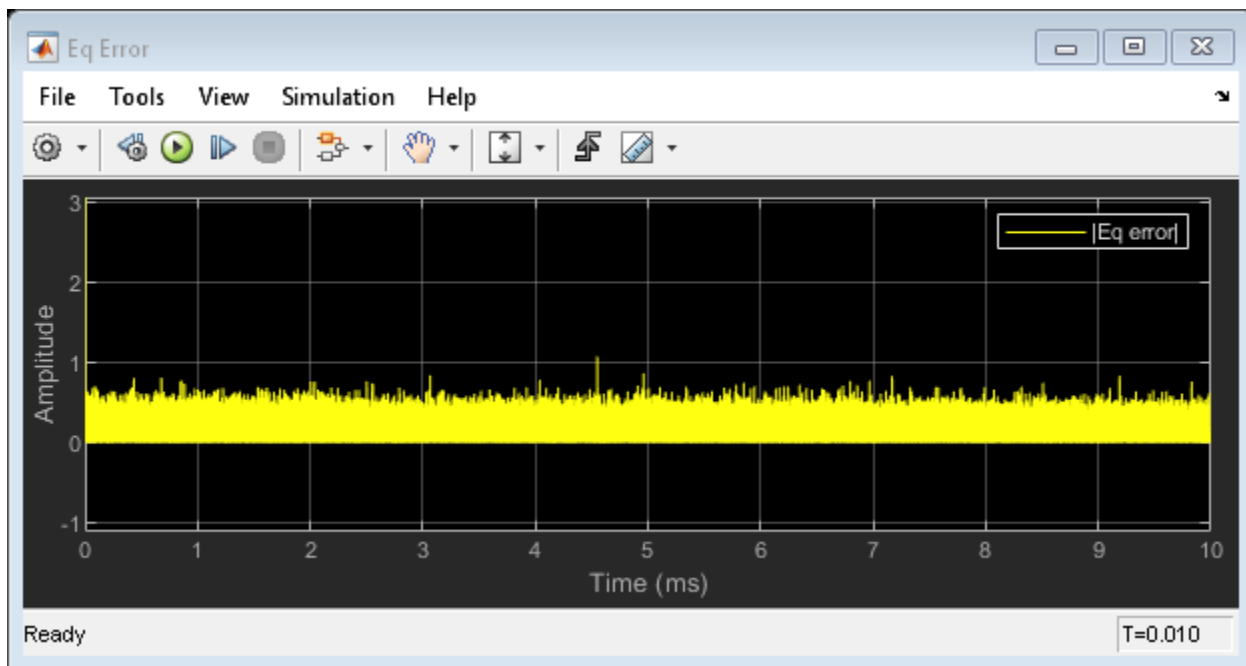 Eq Error
File Tools View Simulation Help
3
|Eq error|
2
1
0
-1
Amplitude
0 1 2 3 4 5 6 7 8 9 10
Time (ms)
Ready T=0.010